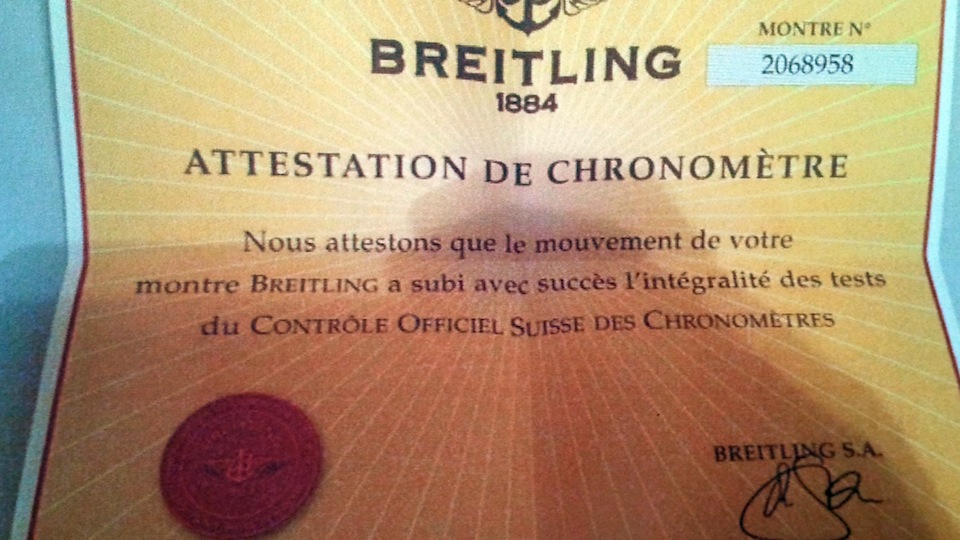 BREITLING
1884
MONTRE N°
2068958
ATTESTATION DE CHRONOMÈTRE
Nous attestons que le mouvement de votre
montre BREITLING a subi avec succès l'intégralité des tests
du CONTRÔLE OFFICIEL SUISSE DES CHRONOMÈTRES
BREITLING S.A.